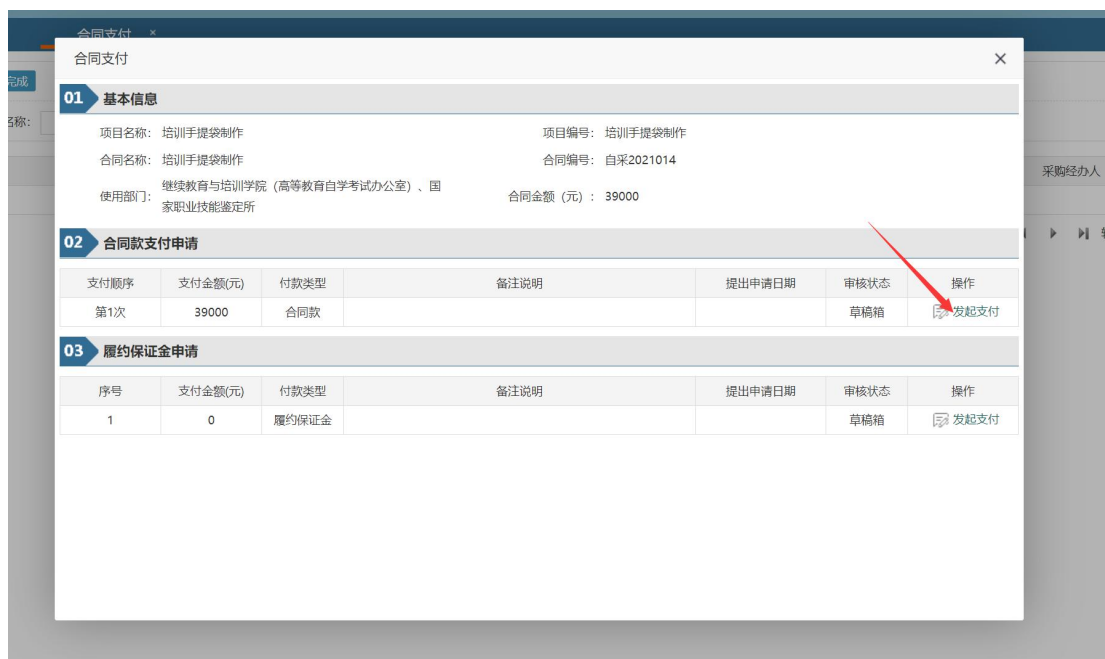 合同支付 ×
合同支付 ×
完成
01 基本信息
名称:
项目名称: 培训手提袋制作 项目编号: 培训手提袋制作
合同名称: 培训手提袋制作 合同编号: 自采2021014
采购经办人
使用部门: 继续教育与培训学院（高等教育自学考试办公室）、国
家职业技能鉴定所
合同金额（元）: 39000
02 合同款支付申请
支付顺序 支付金额(元) 付款类型 备注说明 提出申请日期 审核状态 操作
第1次 39000 合同款 草稿箱 发起支付
03 履约保证金申请
序号 支付金额(元) 付款类型 备注说明 提出申请日期 审核状态 操作
1 0 履约保证金 草稿箱 发起支付